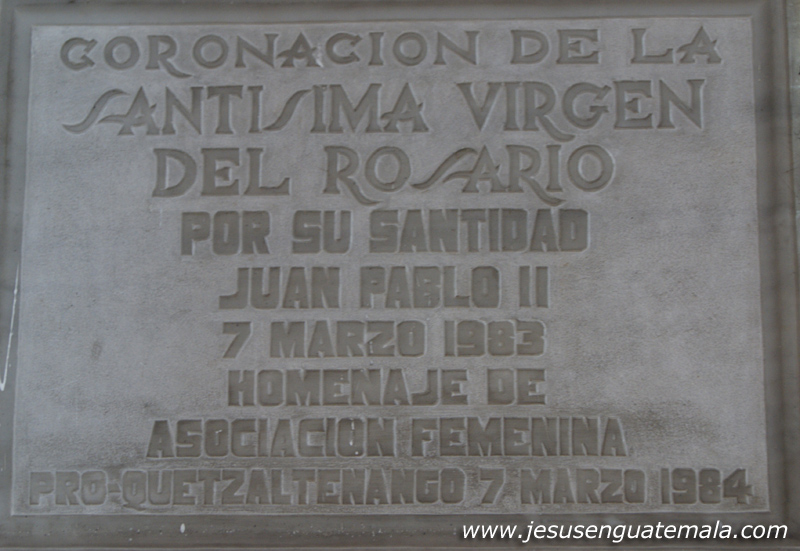 CORONACION DE LA
SANTISIMA VIRGEN
DEL ROSARIO
POR SU SANTIDAD
JUAN PABLO II
7 MARZO 1983
HOMENAJE DE
ASOCIACION FEMENINA
PRO-QUETZALTENANGO 7 MARZO 1984
www.jesusenguatemala.com